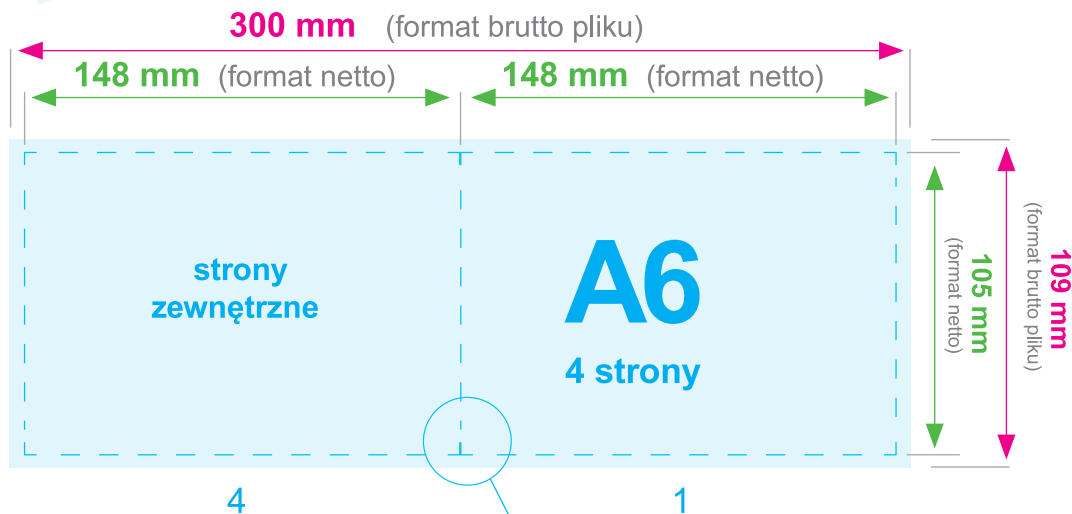 300 mm (format brutto pliku)
148 mm (format netto) 148 mm (format netto)
strony
zewnętrzne
A6
4 strony
105 mm
(format netto)
109 mm
(format brutto pliku)
4 1